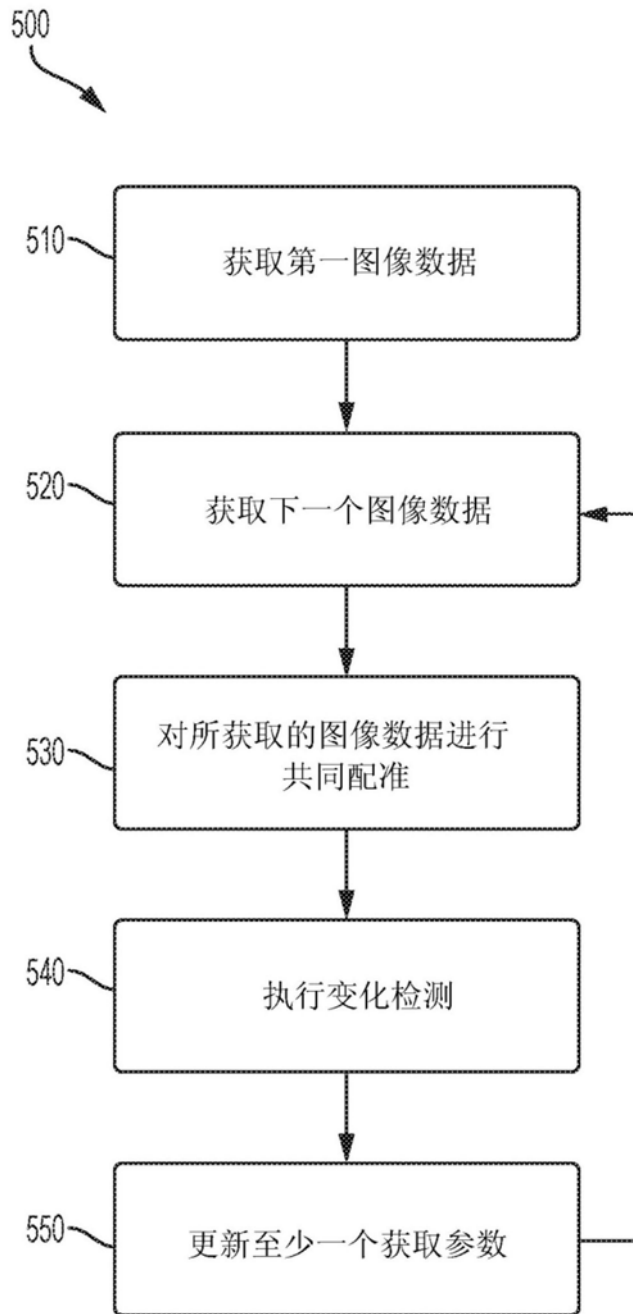 500
510
获取第一图像数据
520
获取下一个图像数据
530
对所获取的图像数据进行
共同配准
540
执行变化检测
550
更新至少一个获取参数